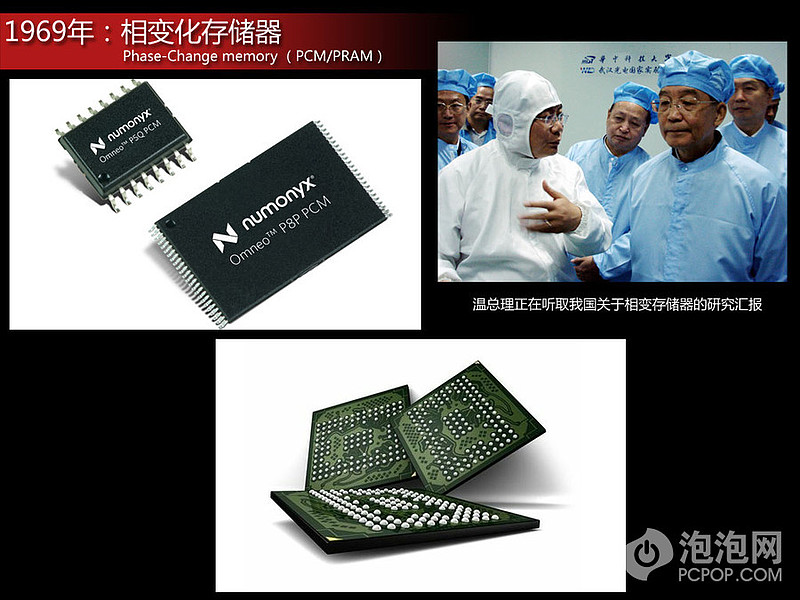 1969年：相变化存储器
Phase-Change memory （PCM/PRAM）
numonyx
Omneo™ P5Q PCM
numonyx®
Omneo™ P8P PCM
华中科技大
武汉光电国家实验
温总理正在听取我国关于相变存储器的研究汇报
泡泡网
PCPOP.COM